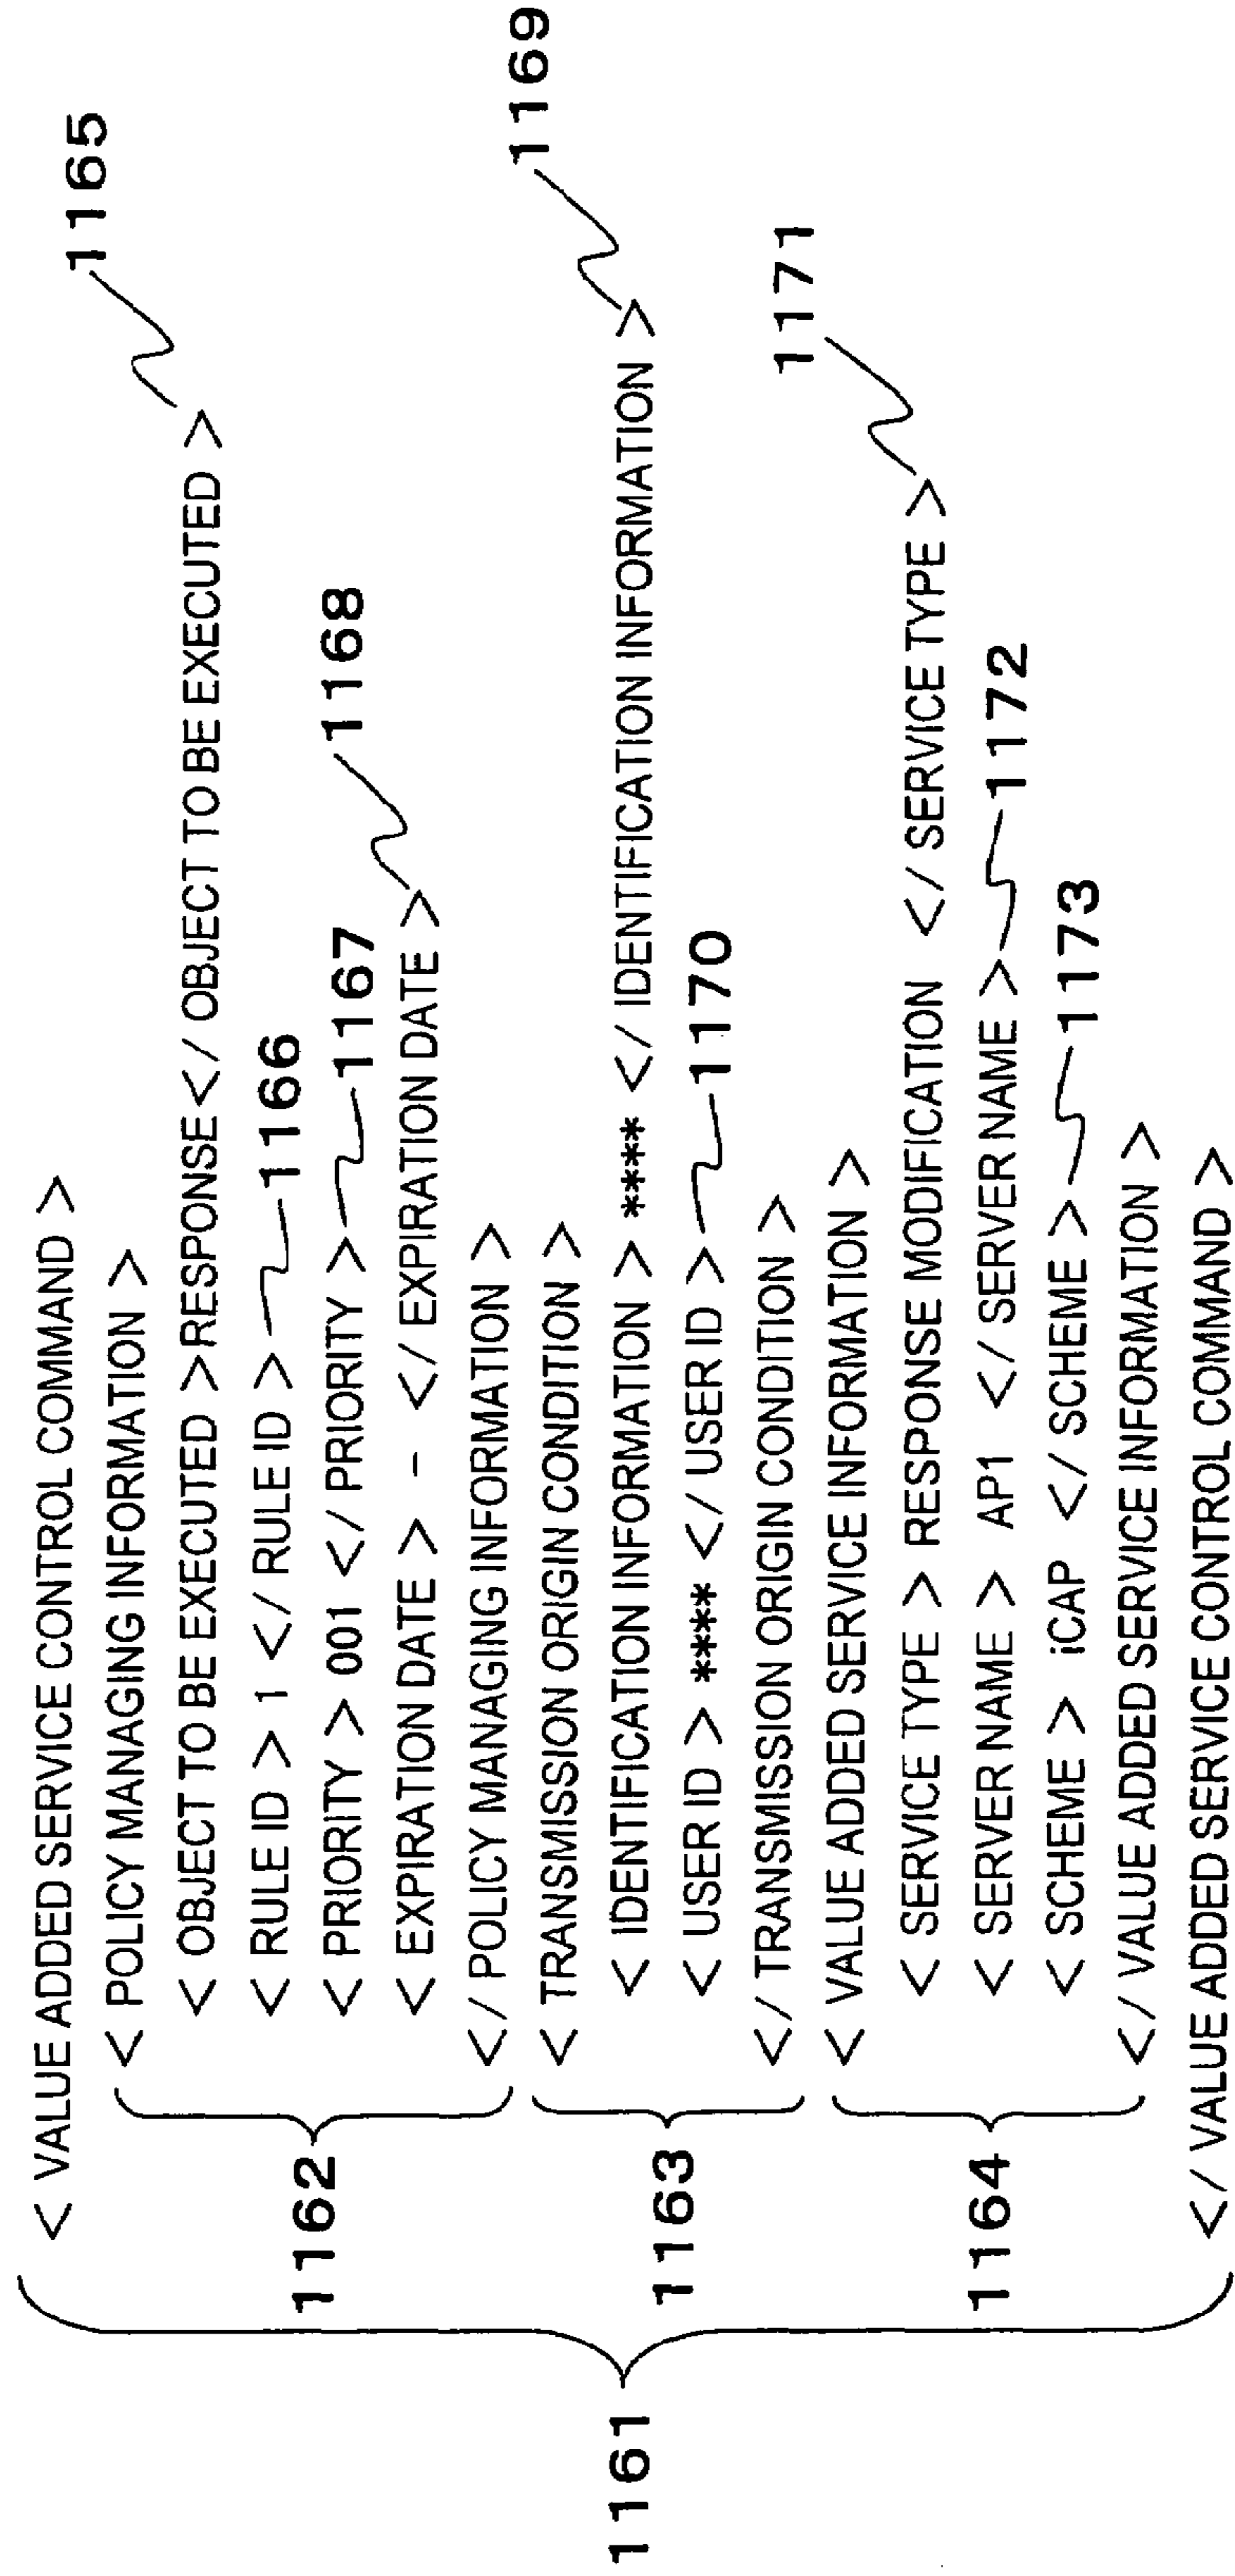 < VALUE ADDED SERVICE CONTROL COMMAND >
< POLICY MANAGING INFORMATION >
< OBJECT TO BE EXECUTED >RESPONSE</ OBJECT TO BE EXECUTED > 1165
< RULE ID > 1 </ RULE ID > 1166
< PRIORITY > 001 </ PRIORITY > 1167
< EXPIRATION DATE > - </ EXPIRATION DATE > 1168
</ POLICY MANAGING INFORMATION >
1162
< TRANSMISSION ORIGIN CONDITION >
< IDENTIFICATION INFORMATION > **** </ IDENTIFICATION INFORMATION > 1169
< USER ID > **** </ USER ID > 1170
</ TRANSMISSION ORIGIN CONDITION >
1163
< VALUE ADDED SERVICE INFORMATION >
< SERVICE TYPE > RESPONSE MODIFICATION </ SERVICE TYPE > 1171
< SERVER NAME > AP1 </ SERVER NAME > 1172
< SCHEME > iCAP </ SCHEME > 1173
</ VALUE ADDED SERVICE INFORMATION >
1164
</ VALUE ADDED SERVICE CONTROL COMMAND >
1161